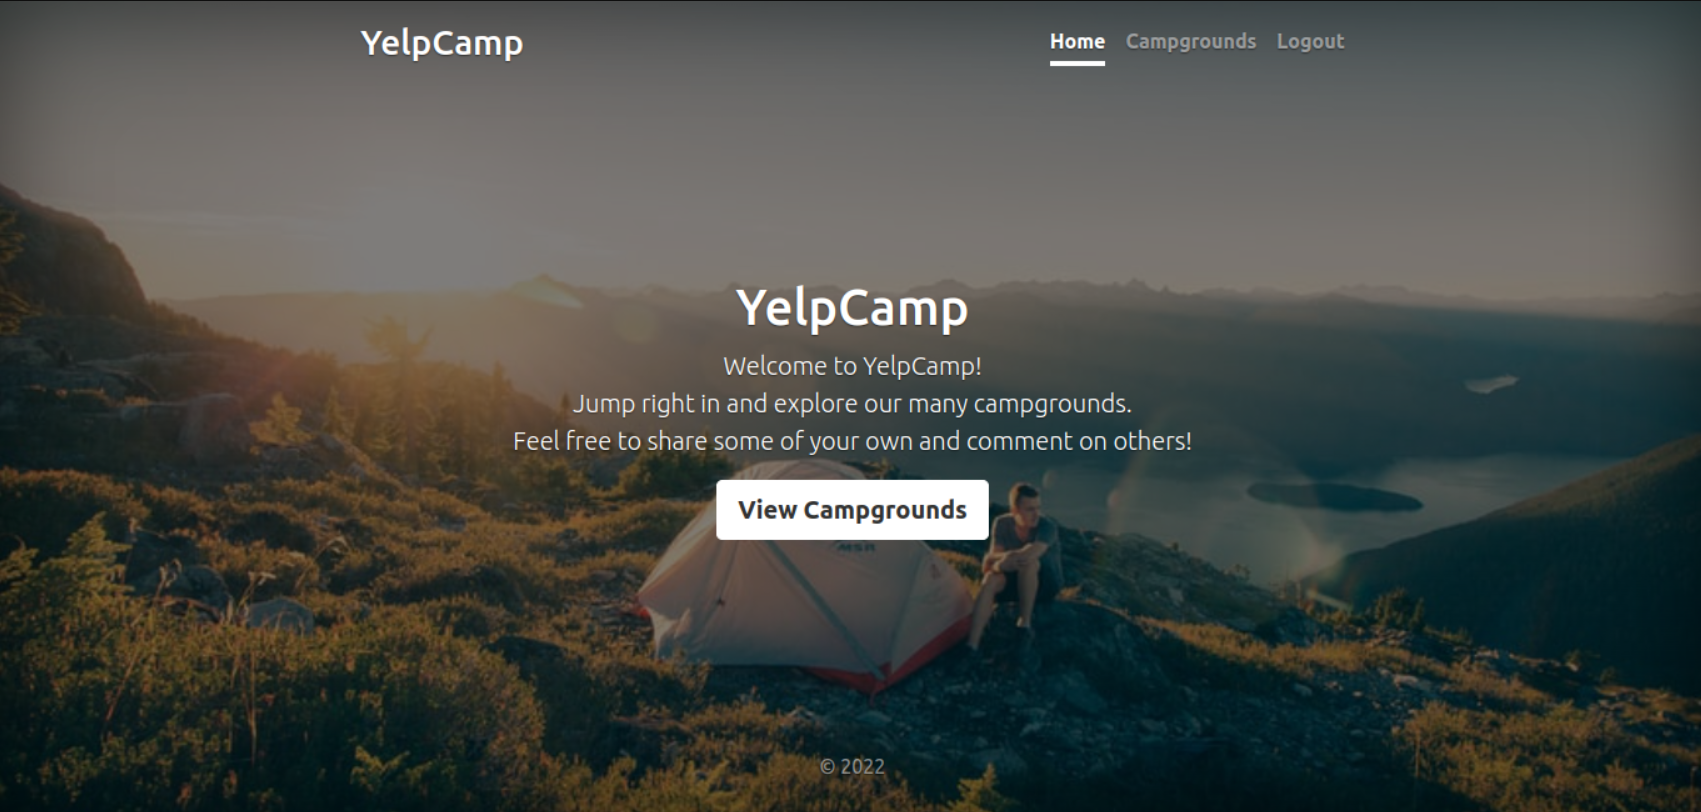 YelpCamp
Home Campgrounds Logout
YelpCamp
Welcome to YelpCamp!
Jump right in and explore our many campgrounds.
Feel free to share some of your own and comment on others!
View Campgrounds
MSR
© 2022